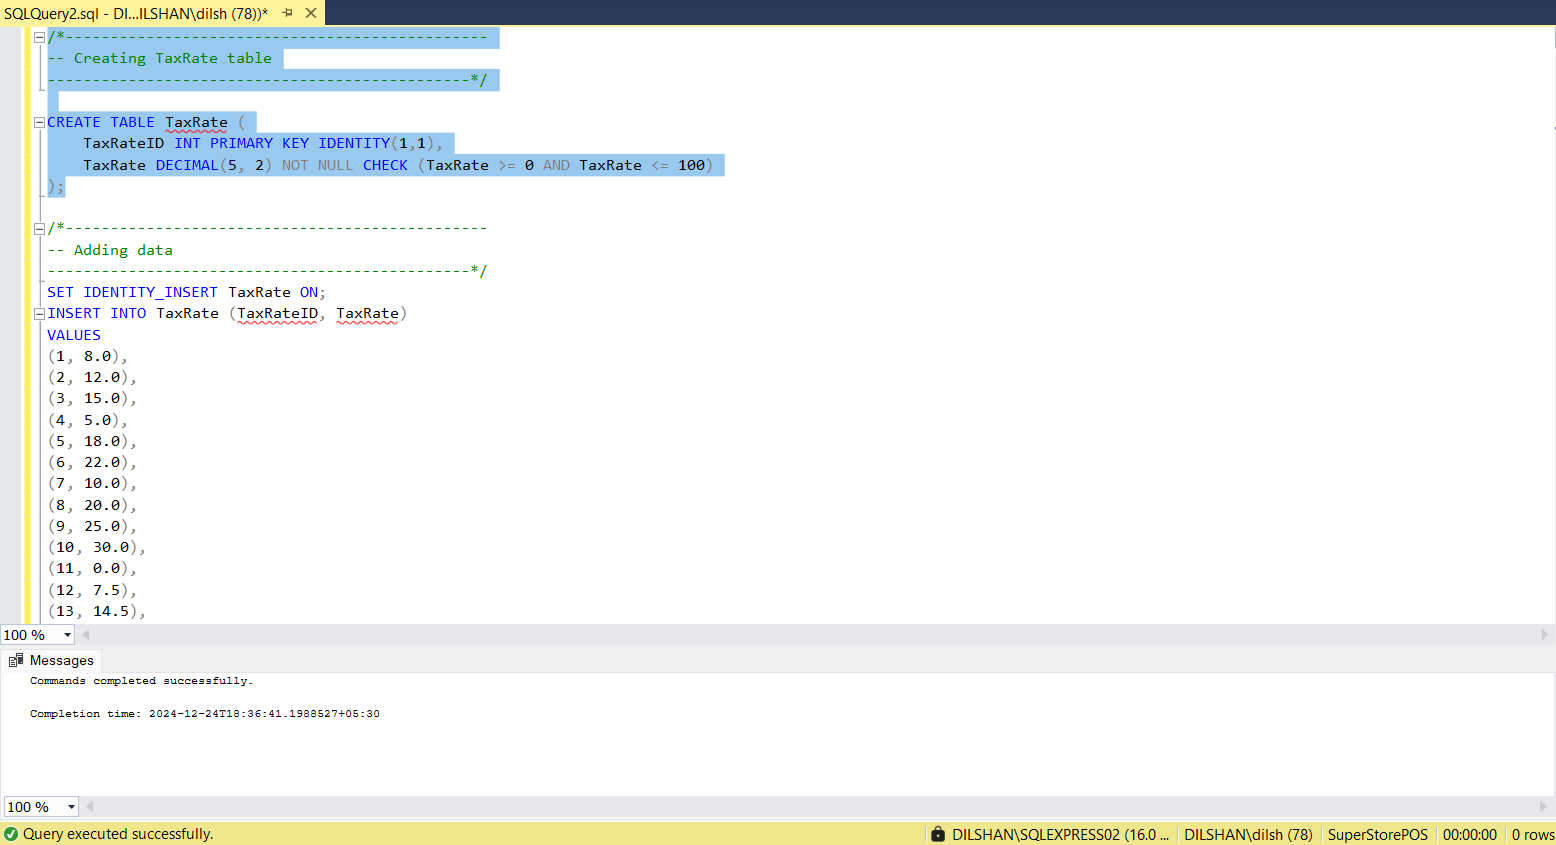 SQLQuery2.sql - DI...ILSHAN\dilsh (78))*
/*-----------------------------------------------
-- Creating TaxRate table
-----------------------------------------------*/
CREATE TABLE TaxRate (
    TaxRateID INT PRIMARY KEY IDENTITY(1,1),
    TaxRate DECIMAL(5, 2) NOT NULL CHECK (TaxRate >= 0 AND TaxRate <= 100)
);
/*-----------------------------------------------
-- Adding data
-----------------------------------------------*/
SET IDENTITY_INSERT TaxRate ON;
INSERT INTO TaxRate (TaxRateID, TaxRate)
VALUES
(1, 8.0),
(2, 12.0),
(3, 15.0),
(4, 5.0),
(5, 18.0),
(6, 22.0),
(7, 10.0),
(8, 20.0),
(9, 25.0),
(10, 30.0),
(11, 0.0),
(12, 7.5),
(13, 14.5),
100 %
Messages
Commands completed successfully.
Completion time: 2024-12-24T18:36:41.1988527+05:30
100 %
Query executed successfully.
DILSHAN\SQLEXPRESS02 (16.0 ...
DILSHAN\dilsh (78)
SuperStorePOS
00:00:00
0 rows